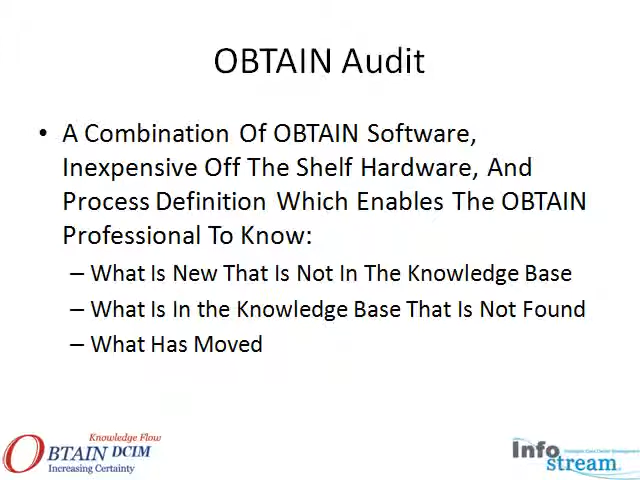 OBTAIN Audit
• A Combination Of OBTAIN Software,
Inexpensive Off The Shelf Hardware, And
Process Definition Which Enables The OBTAIN
Professional To Know:
– What Is New That Is Not In The Knowledge Base
– What Is In the Knowledge Base That Is Not Found
– What Has Moved
Knowledge Flow
OBTAIN DCIM
Increasing Certainty
Info
stream